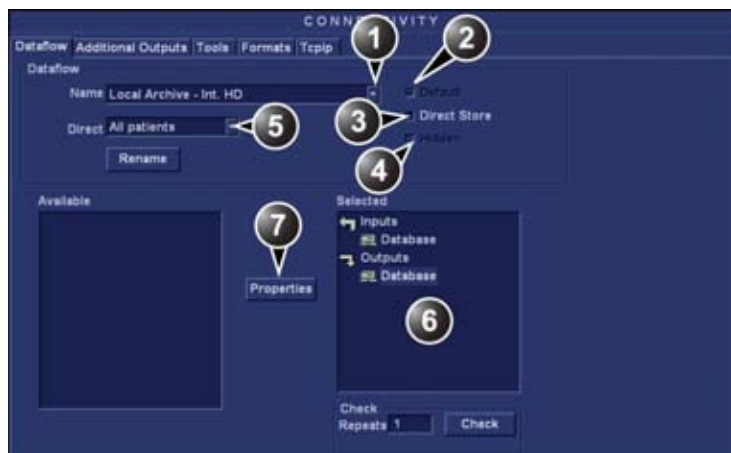 CONNECTIVITY
Dataflow Additional Outputs Tools Formats Tcpip
Dataflow
Name Local Archive - Int. HD
Default
Direct Store
Hidden
Direct All patients
Rename
Available
Selected
Inputs
Database
Outputs
Database
Properties
Check
Repeats 1 Check
1
2
3
4
5
6
7